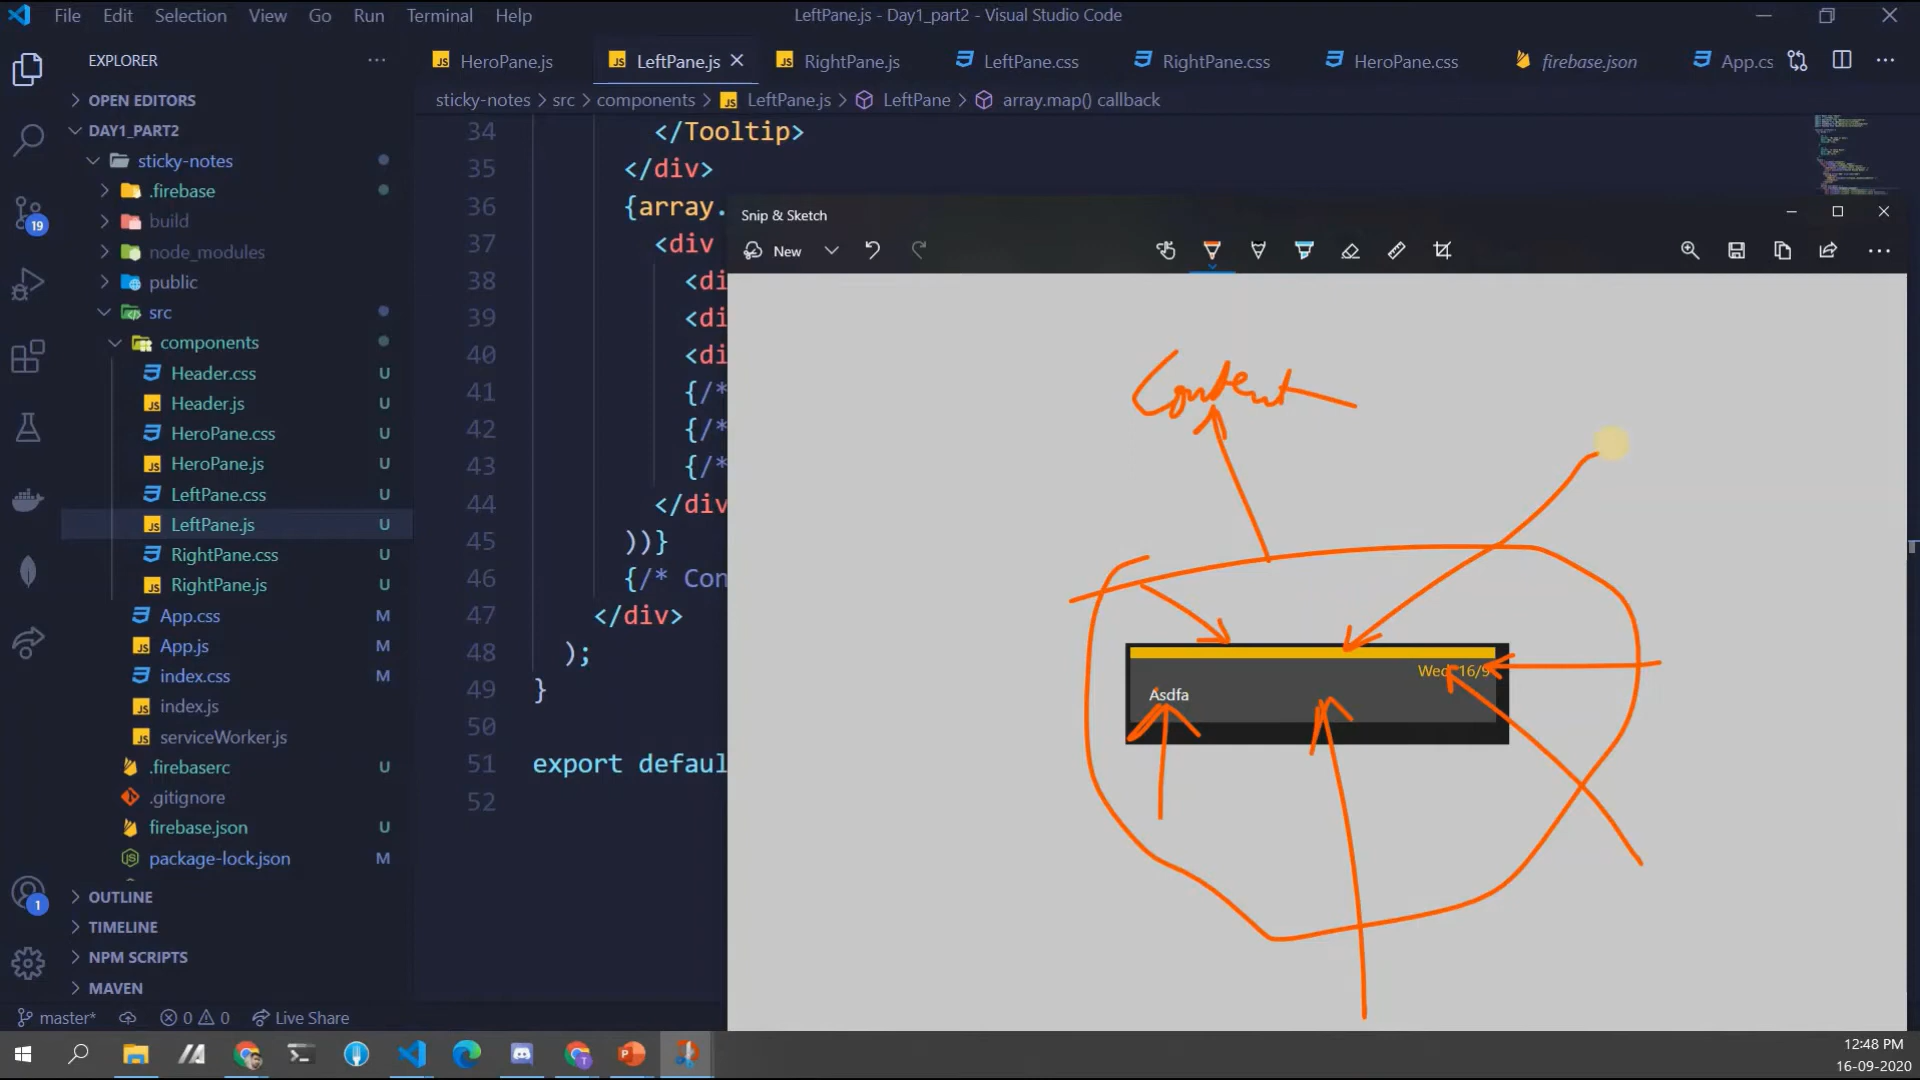 File Edit Selection View Go Run Terminal Help
LeftPane.js - Day1_part2 - Visual Studio Code
EXPLORER
HeroPane.js LeftPane.js RightPane.js LeftPane.css RightPane.css HeroPane.css firebase.json App.cs
sticky-notes > src > components > LeftPane.js > LeftPane > array.map() callback
OPEN EDITORS
DAY1_PART2
sticky-notes
.firebase
build
node_modules
public
src
components
Header.css U
Header.js U
HeroPane.css U
HeroPane.js U
LeftPane.css U
LeftPane.js U
RightPane.css U
RightPane.js U
App.css M
App.js M
index.css M
index.js
serviceWorker.js
.firebaserc U
.gitignore
firebase.json U
package-lock.json M
OUTLINE
TIMELINE
NPM SCRIPTS
MAVEN
19
1
34 </Tooltip>
35 </div>
36 {array.
37 <div
38 <di
39 <di
40 <di
41 {/*
42 {/*
43 {/*
44 </div
45 ))}
46 {/* Con
47 </div>
48 );
49 }
50
51 export defaul
52
Snip & Sketch
New
Content
Wed, 16/9
Asdfa
master* 0 0 Live Share
12:48 PM
16-09-2020